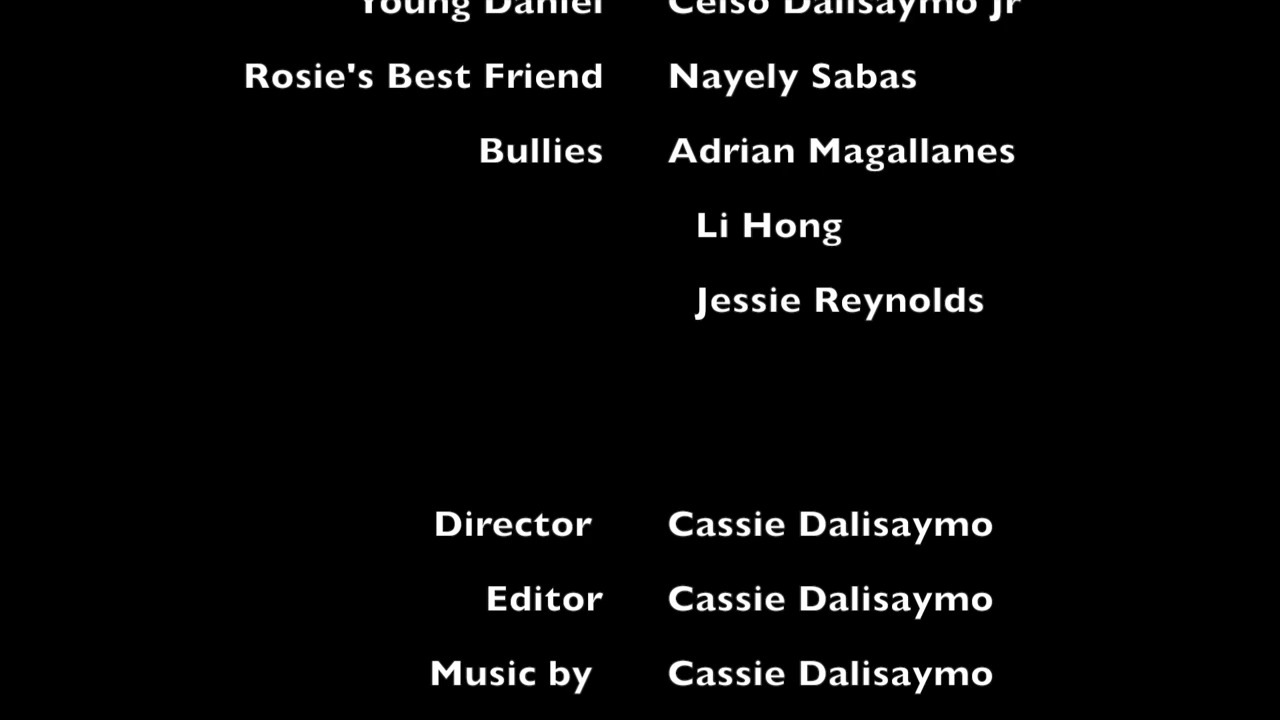 Young Daniel Celso Dalisaymo Jr
Rosie's Best Friend Nayely Sabas
Bullies Adrian Magallanes
Li Hong
Jessie Reynolds
Director Cassie Dalisaymo
Editor Cassie Dalisaymo
Music by Cassie Dalisaymo